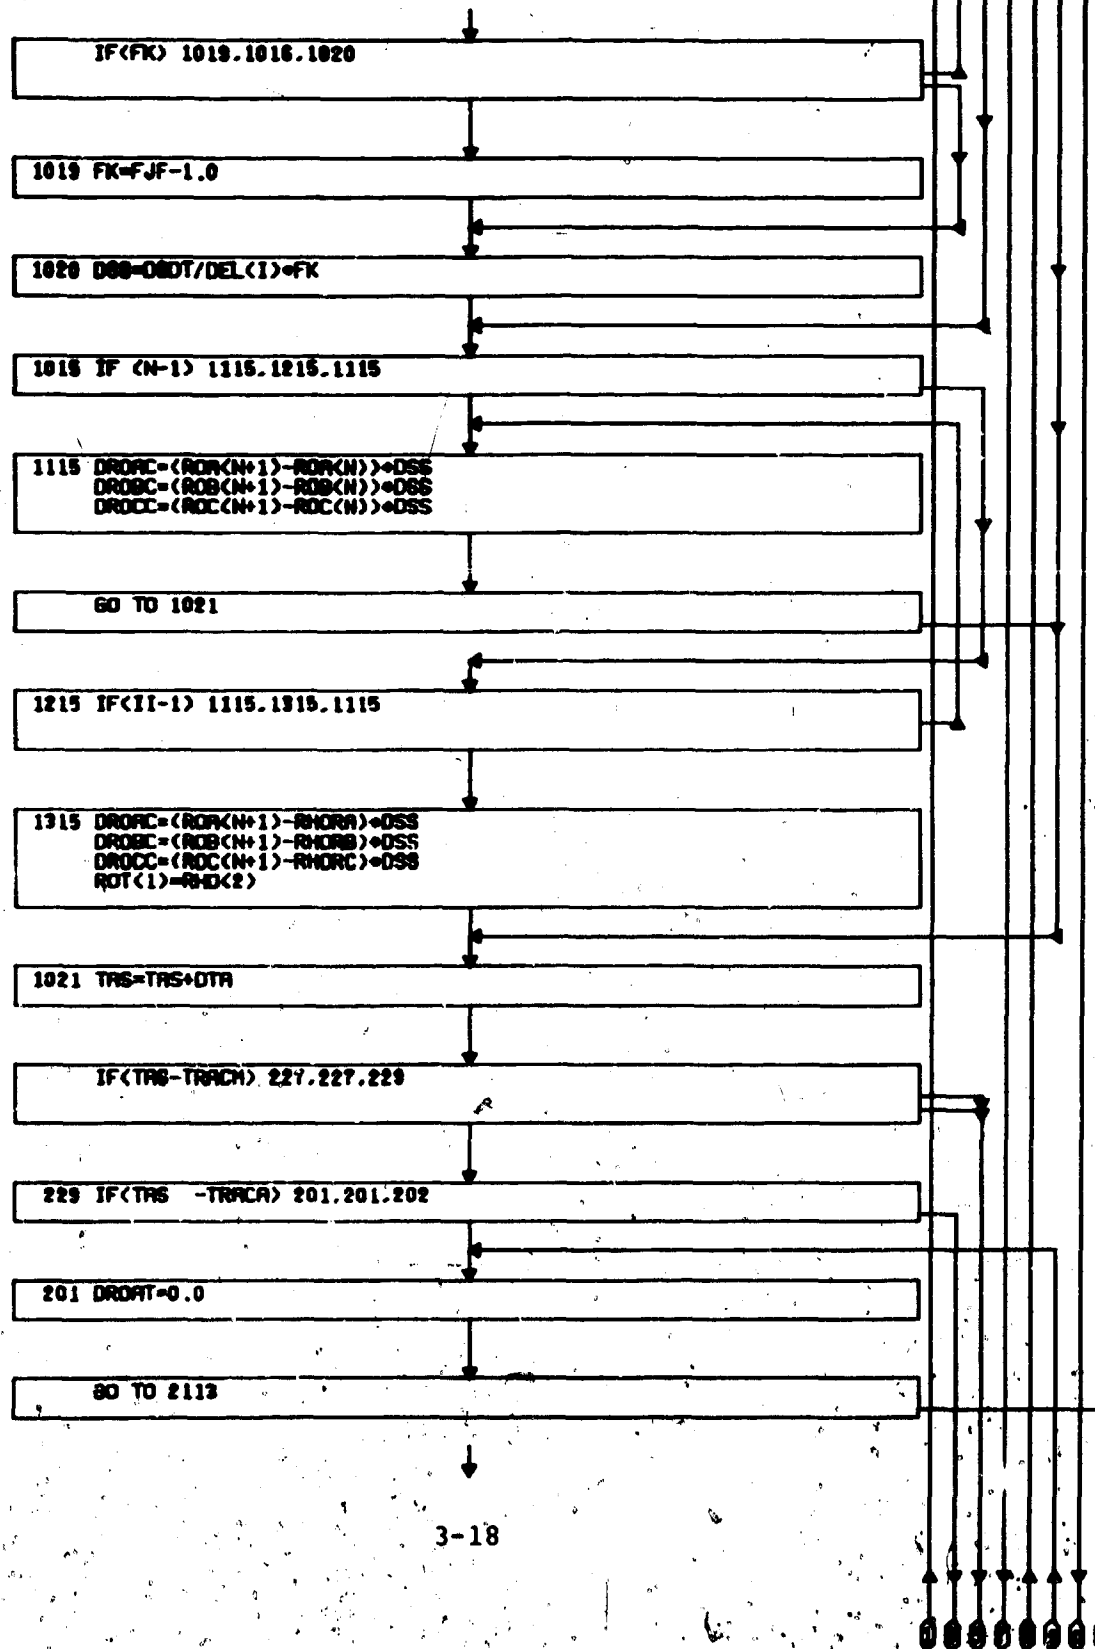 IF(FK) 1019,1016,1020
1019 FK=FJF-1.0
1020 DSS=DSDT/DEL(I)*FK
1015 IF (N-1) 1115,1215,1115
1115 DROAC=(ROA(N+1)-ROA(N))*DSS
DROBC=(ROB(N+1)-ROB(N))*DSS
DROCC=(ROC(N+1)-ROC(N))*DSS
GO TO 1021
1215 IF(II-1) 1115,1315,1115
1315 DROAC=(ROA(N+1)-RHORA)*DSS
DROBC=(ROB(N+1)-RHORB)*DSS
DROCC=(ROC(N+1)-RHORC)*DSS
ROT(1)=RHO(2)
1021 TAS=TAS+DTA
IF(TAS-TRACM) 227,227,229
229 IF(TAS -TRACA) 201,201,202
201 DROAT=0.0
GO TO 2113
3-18